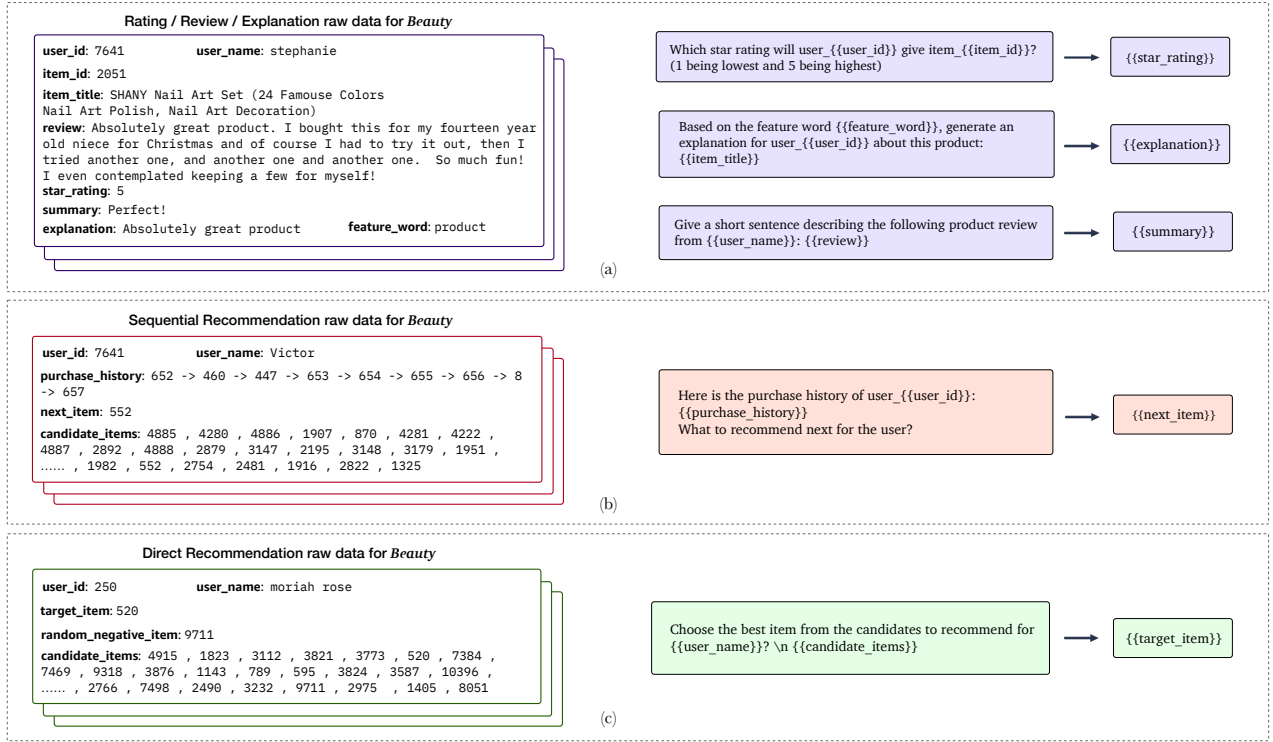 Rating / Review / Explanation raw data for Beauty
user_id: 7641 user_name: stephanie
item_id: 2051
item_title: SHANY Nail Art Set (24 Famouse Colors
Nail Art Polish, Nail Art Decoration)
review: Absolutely great product. I bought this for my fourteen year
old niece for Christmas and of course I had to try it out, then I
tried another one, and another one and another one. So much fun!
I even contemplated keeping a few for myself!
star_rating: 5
summary: Perfect!
explanation: Absolutely great product feature_word: product
Which star rating will user_{{user_id}} give item_{{item_id}}?
(1 being lowest and 5 being highest)
{{star_rating}}
Based on the feature word {{feature_word}}, generate an
explanation for user_{{user_id}} about this product:
{{item_title}}
{{explanation}}
Give a short sentence describing the following product review
from {{user_name}}: {{review}}
{{summary}}
(a)
Sequential Recommendation raw data for Beauty
user_id: 7641 user_name: Victor
purchase_history: 652 -> 460 -> 447 -> 653 -> 654 -> 655 -> 656 -> 8
-> 657
next_item: 552
candidate_items: 4885 , 4280 , 4886 , 1907 , 870 , 4281 , 4222 ,
4887 , 2892 , 4888 , 2879 , 3147 , 2195 , 3148 , 3179 , 1951 ,
...... , 1982 , 552 , 2754 , 2481 , 1916 , 2822 , 1325
Here is the purchase history of user_{{user_id}}:
{{purchase_history}}
What to recommend next for the user?
{{next_item}}
(b)
Direct Recommendation raw data for Beauty
user_id: 250 user_name: moriah rose
target_item: 520
random_negative_item: 9711
candidate_items: 4915 , 1823 , 3112 , 3821 , 3773 , 520 , 7384 ,
7469 , 9318 , 3876 , 1143 , 789 , 595 , 3824 , 3587 , 10396 ,
...... , 2766 , 7498 , 2490 , 3232 , 9711 , 2975 , 1405 , 8051
Choose the best item from the candidates to recommend for
{{user_name}}? \n {{candidate_items}}
{{target_item}}
(c)